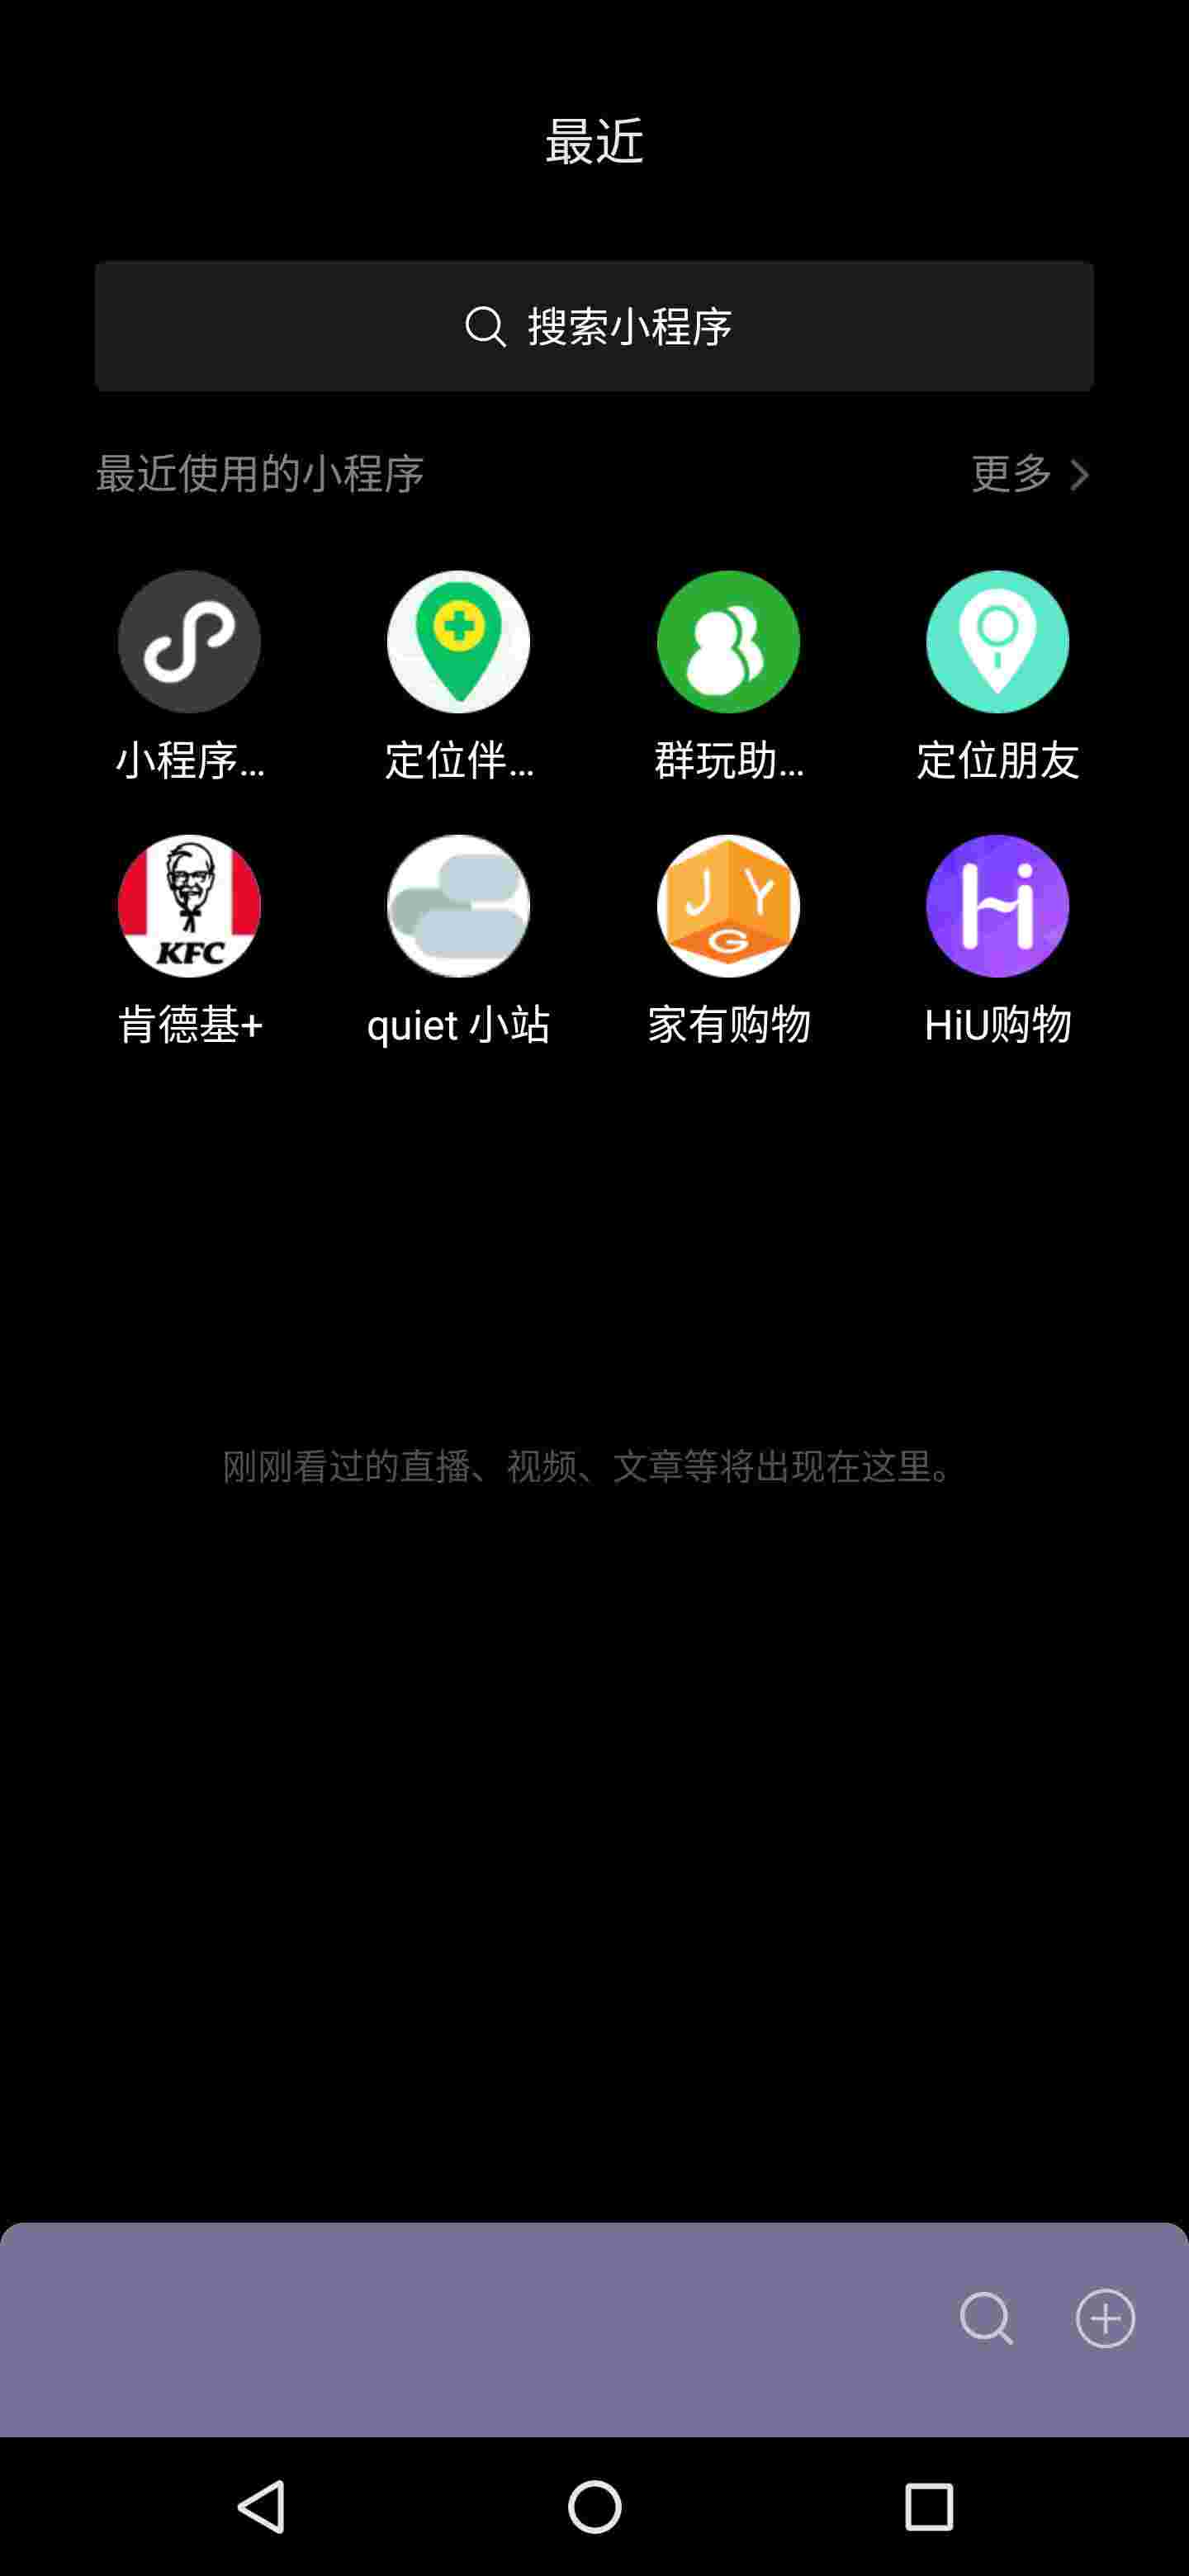 最近
搜索小程序
最近使用的小程序 更多
小程序... 定位伴... 群玩助... 定位朋友
KFC J Y G Hi
肯德基+ quiet 小站 家有购物 HiU购物
刚刚看过的直播、视频、文章等将出现在这里。